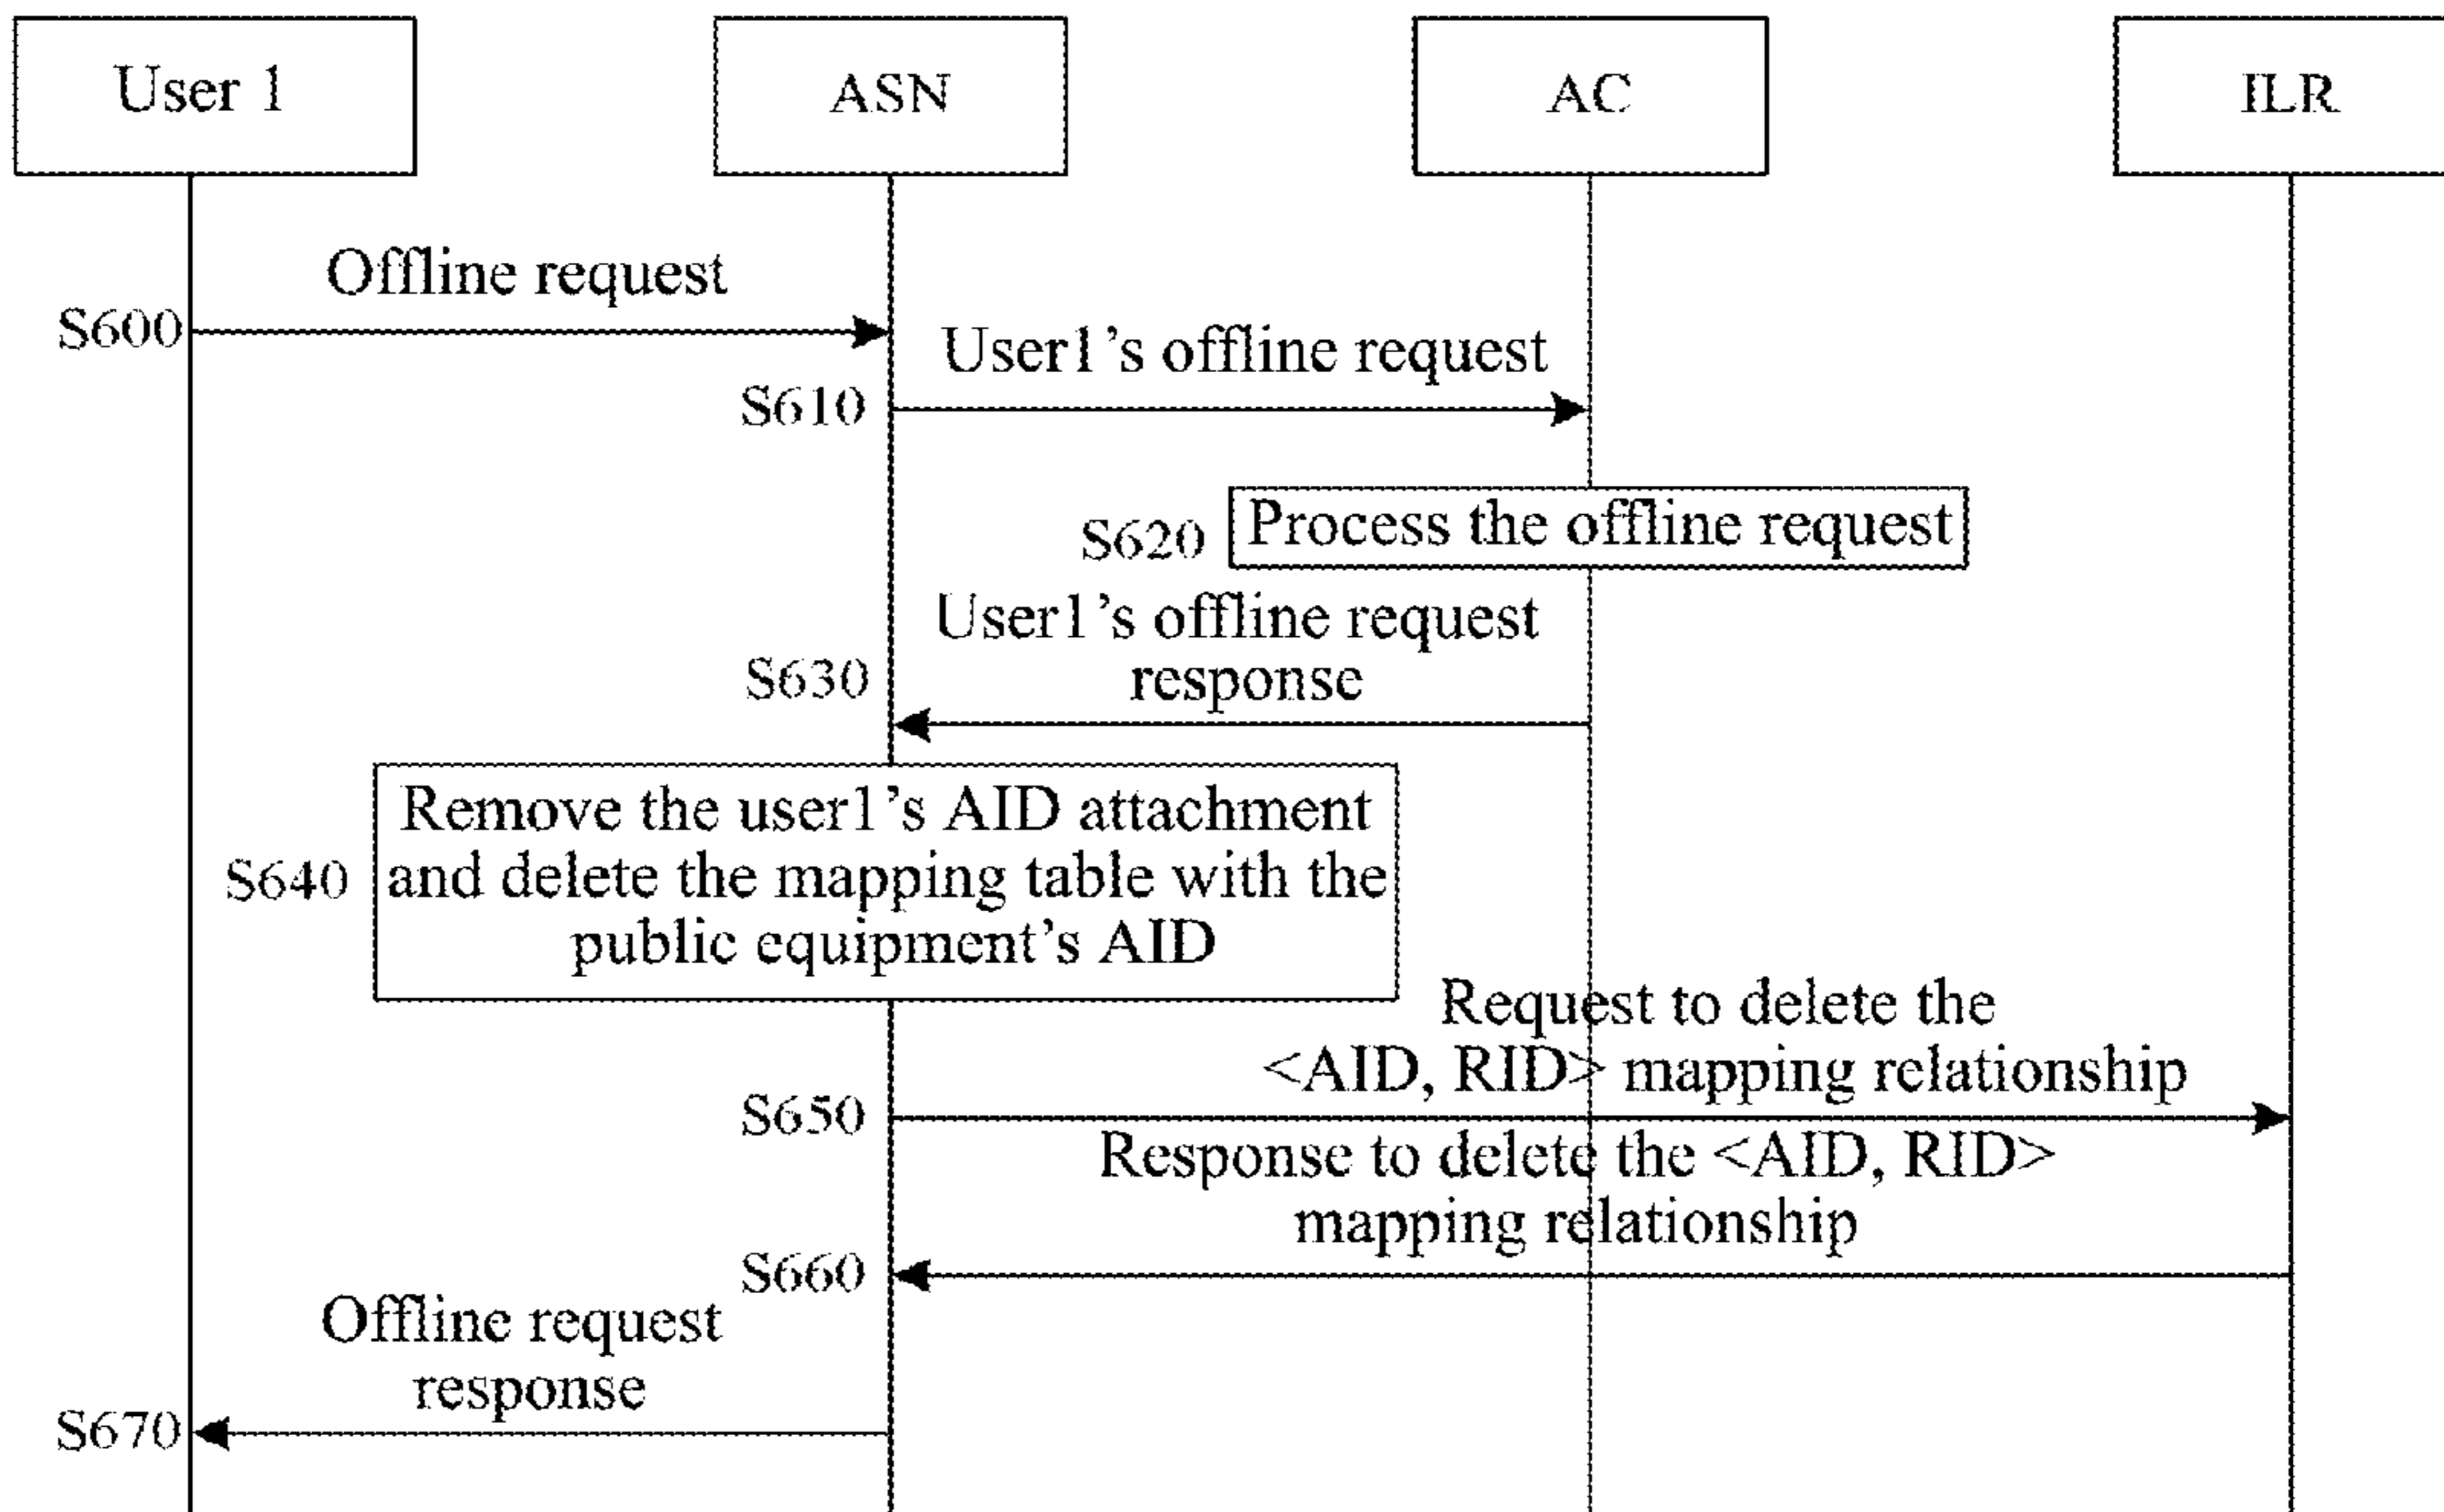 User 1
ASN
AC
ILR
Offline request
S600
User1's offline request
S610
Process the offline request
S620
User1's offline request
response
S630
Remove the user1's AID attachment
and delete the mapping table with the
public equipment's AID
S640
Request to delete the
<AID, RID> mapping relationship
S650
Response to delete the <AID, RID>
mapping relationship
S660
Offline request
response
S670